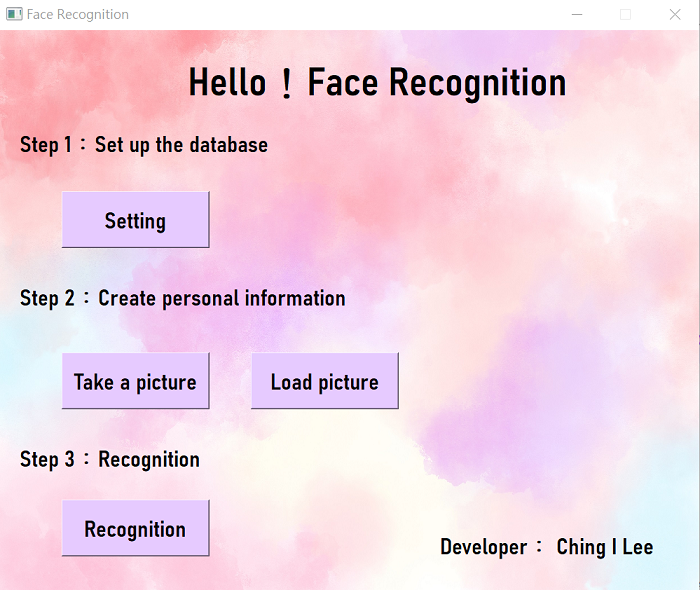 Face Recognition
Hello！Face Recognition
Step 1：Set up the database
Setting
Step 2：Create personal information
Take a picture
Load picture
Step 3：Recognition
Recognition
Developer： Ching I Lee